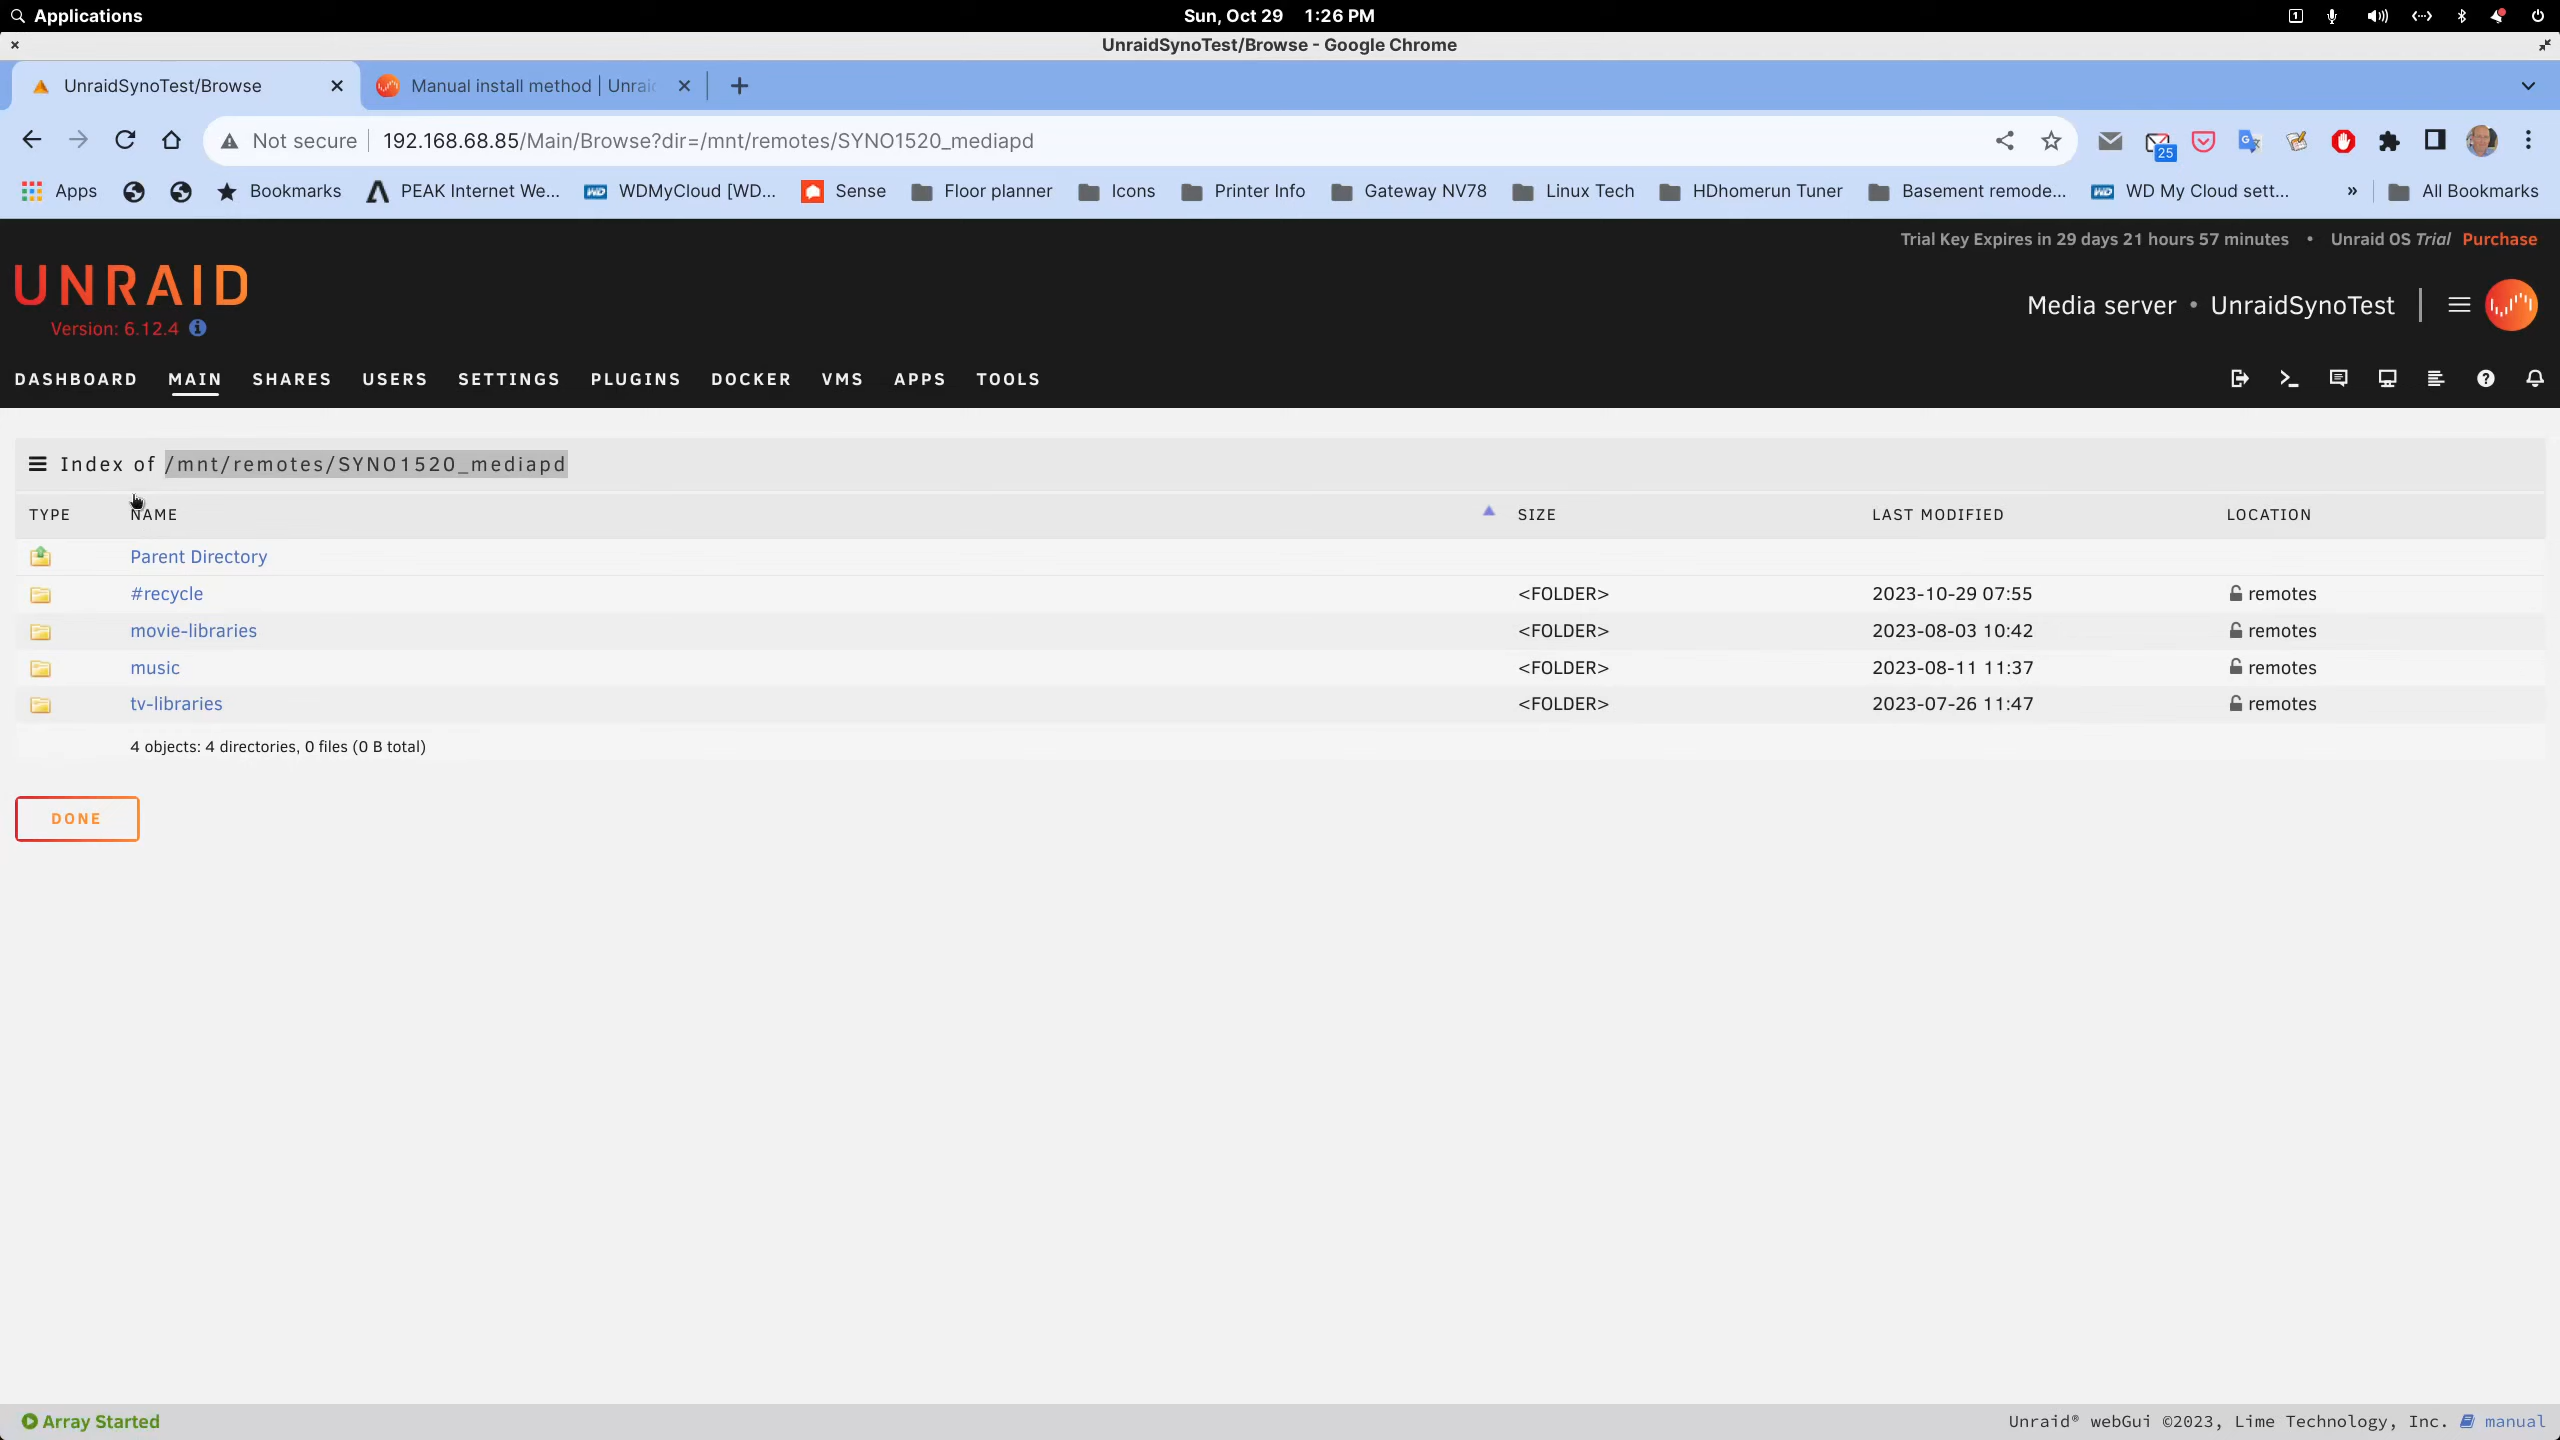 Applications
Sun, Oct 29 1:26 PM
1
UnraidSynoTest/Browse - Google Chrome
UnraidSynoTest/Browse
Manual install method | Unrai
Not secure
192.168.68.85/Main/Browse?dir=/mnt/remotes/SYNO1520_mediapd
25
Apps
Bookmarks
PEAK Internet We...
WDMyCloud [WD...
Sense
Floor planner
Icons
Printer Info
Gateway NV78
Linux Tech
HDhomerun Tuner
Basement remode...
WD My Cloud sett...
»
All Bookmarks
Trial Key Expires in 29 days 21 hours 57 minutes • Unraid OS Trial Purchase
UNRAID
Version: 6.12.4
Media server • UnraidSynoTest
DASHBOARD MAIN SHARES USERS SETTINGS PLUGINS DOCKER VMS APPS TOOLS
Index of /mnt/remotes/SYNO1520_mediapd
TYPE NAME SIZE LAST MODIFIED LOCATION
Parent Directory
#recycle <FOLDER> 2023-10-29 07:55 remotes
movie-libraries <FOLDER> 2023-08-03 10:42 remotes
music <FOLDER> 2023-08-11 11:37 remotes
tv-libraries <FOLDER> 2023-07-26 11:47 remotes
4 objects: 4 directories, 0 files (0 B total)
DONE
Array Started
Unraid® webGui ©2023, Lime Technology, Inc. manual